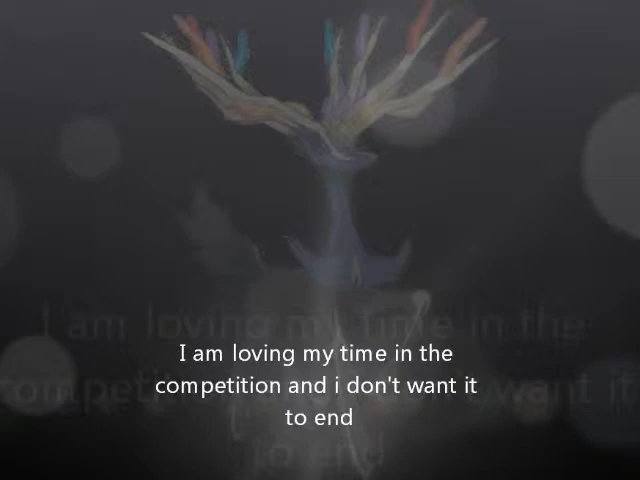 I am loving my time in the
competition and i don't want it
to end